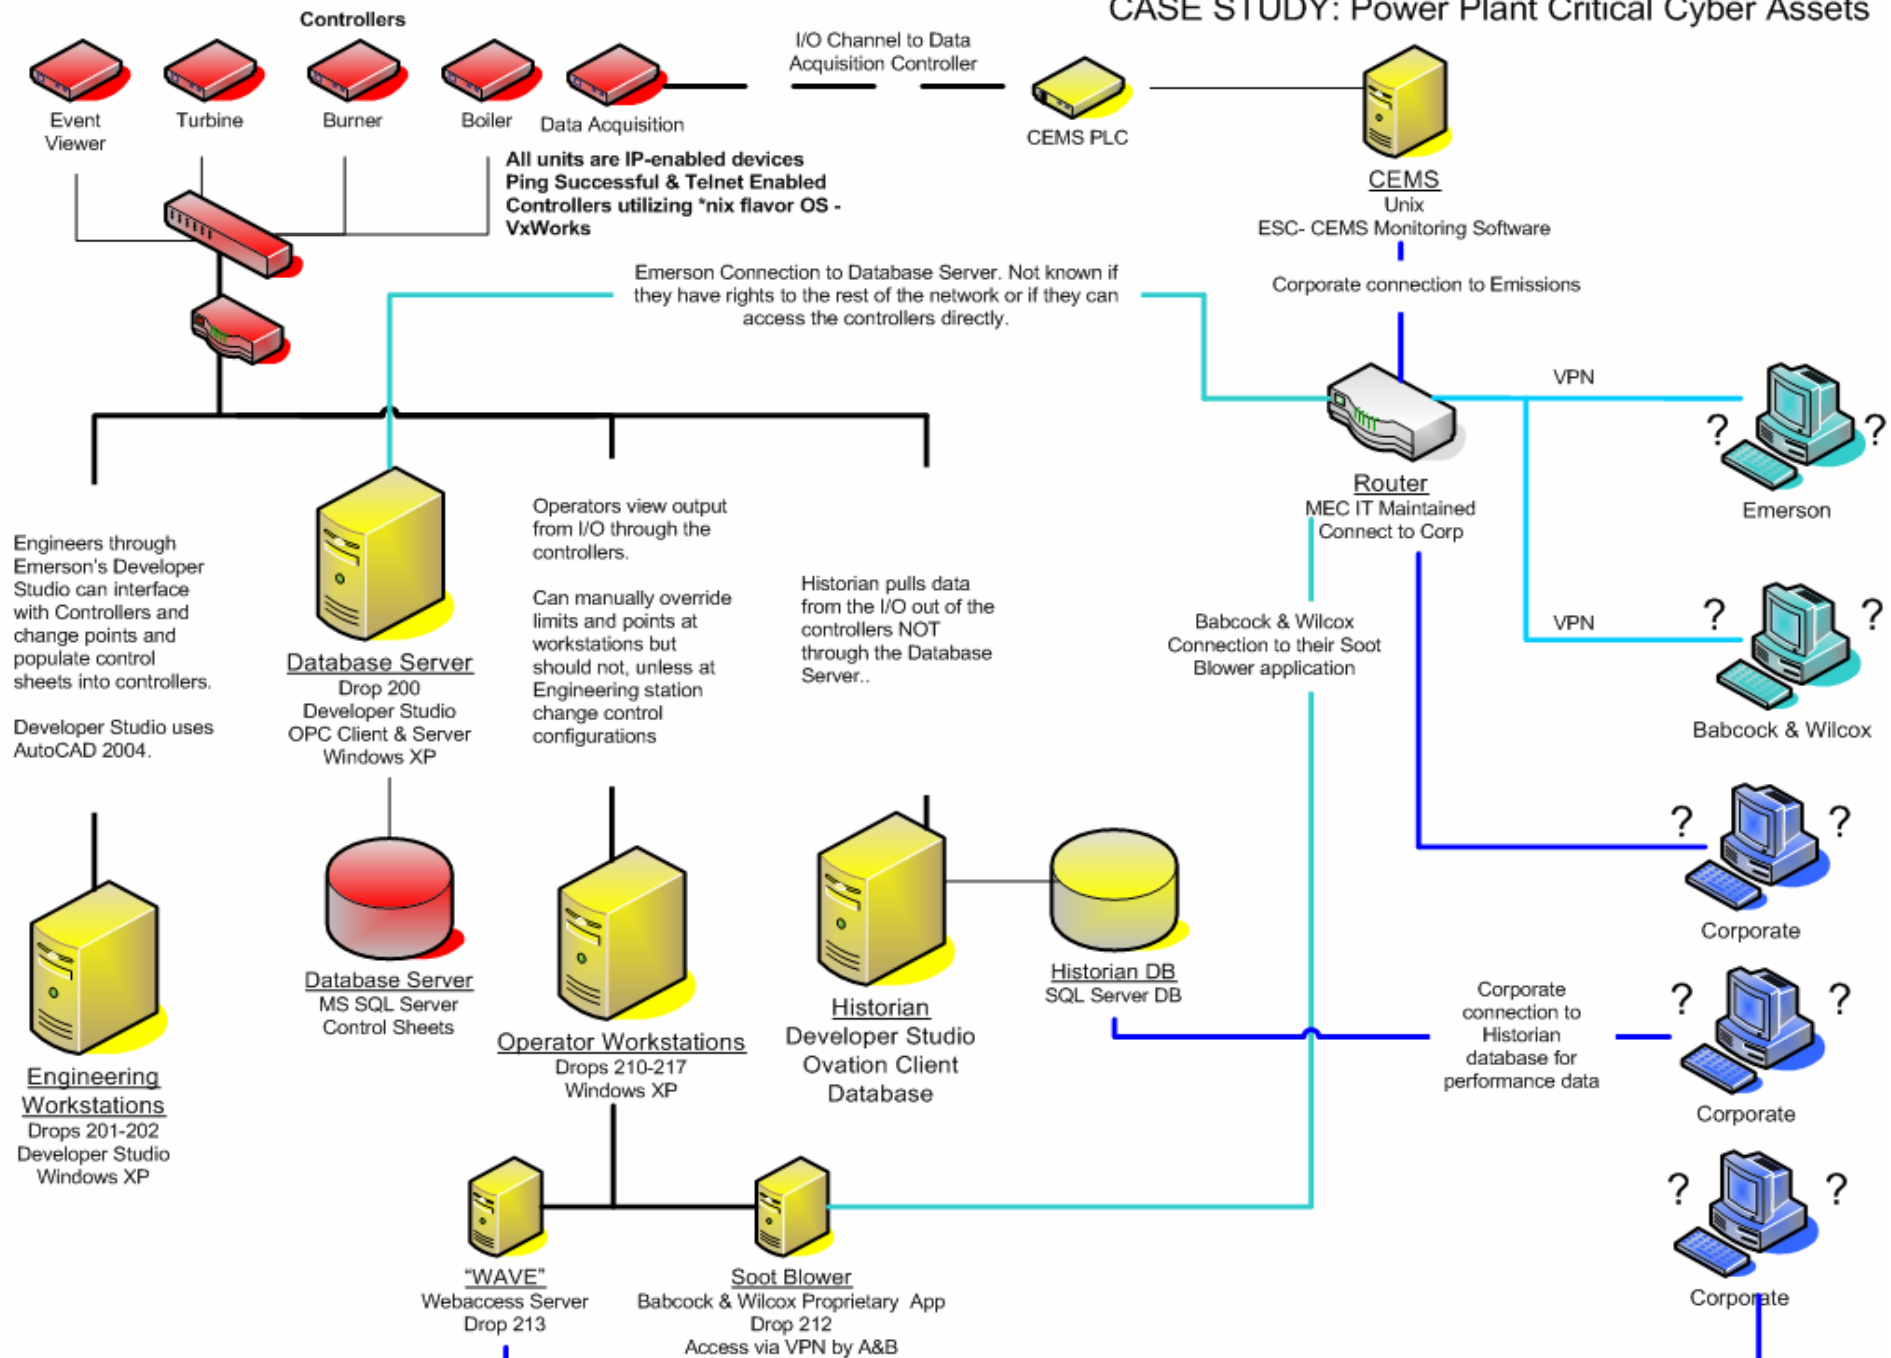 CASE STUDY: Power Plant Critical Cyber Assets
Controllers
I/O Channel to Data
Acquisition Controller
Event
Viewer
Turbine
Burner
Boiler
Data Acquisition
CEMS PLC
All units are IP-enabled devices
Ping Successful & Telnet Enabled
Controllers utilizing *nix flavor OS -
VxWorks
CEMS
Unix
ESC- CEMS Monitoring Software
Emerson Connection to Database Server. Not known if
they have rights to the rest of the network or if they can
access the controllers directly.
Corporate connection to Emissions
VPN
? ?
Emerson
Router
MEC IT Maintained
Connect to Corp
Engineers through
Emerson's Developer
Studio can interface
with Controllers and
change points and
populate control
sheets into controllers.
Developer Studio uses
AutoCAD 2004.
Database Server
Drop 200
Developer Studio
OPC Client & Server
Windows XP
Operators view output
from I/O through the
controllers.
Can manually override
limits and points at
workstations but
should not, unless at
Engineering station
change control
configurations
Historian pulls data
from the I/O out of the
controllers NOT
through the Database
Server..
Babcock & Wilcox
Connection to their Soot
Blower application
VPN
? ?
Babcock & Wilcox
? ?
Corporate
Engineering
Workstations
Drops 201-202
Developer Studio
Windows XP
Database Server
MS SQL Server
Control Sheets
Operator Workstations
Drops 210-217
Windows XP
Historian
Developer Studio
Ovation Client
Database
Historian DB
SQL Server DB
Corporate
connection to
Historian
database for
performance data
? ?
Corporate
? ?
Corporate
"WAVE"
Webaccess Server
Drop 213
Soot Blower
Babcock & Wilcox Proprietary App
Drop 212
Access via VPN by A&B